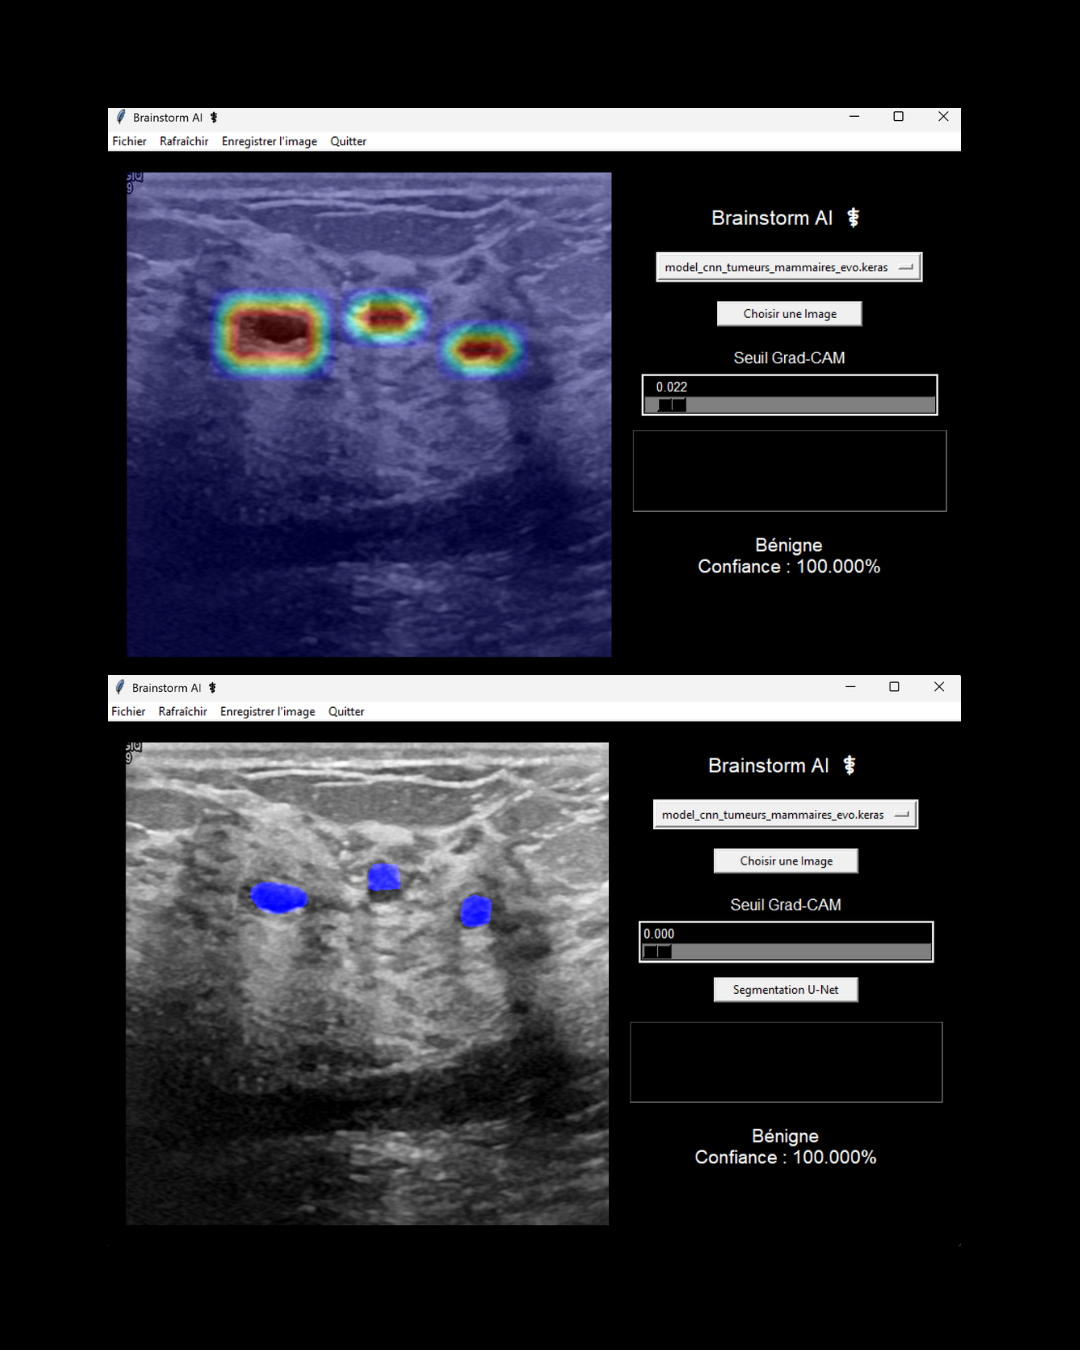 Brainstorm AI ⚕
Fichier Rafraîchir Enregistrer l'image Quitter
Brainstorm AI ⚕
model_cnn_tumeurs_mammaires_evo.keras
Choisir une Image
Seuil Grad-CAM
0.022
Bénigne
Confiance : 100.000%
Brainstorm AI ⚕
Fichier Rafraîchir Enregistrer l'image Quitter
Brainstorm AI ⚕
model_cnn_tumeurs_mammaires_evo.keras
Choisir une Image
Seuil Grad-CAM
0.000
Segmentation U-Net
Bénigne
Confiance : 100.000%